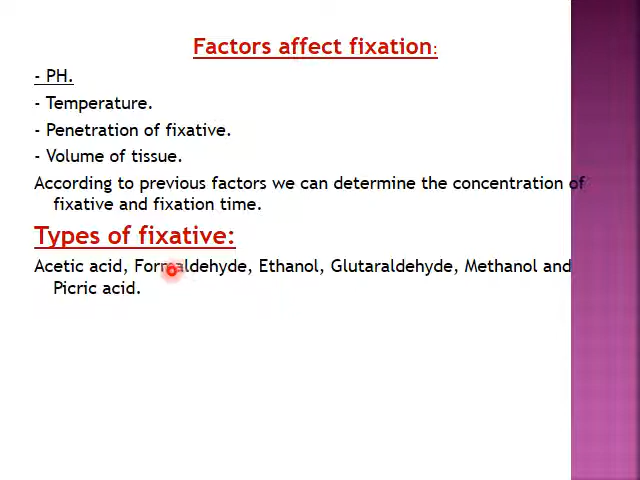 Factors affect fixation:
- PH.
- Temperature.
- Penetration of fixative.
- Volume of tissue.
According to previous factors we can determine the concentration of
fixative and fixation time.
Types of fixative:
Acetic acid, Formaldehyde, Ethanol, Glutaraldehyde, Methanol and
Picric acid.